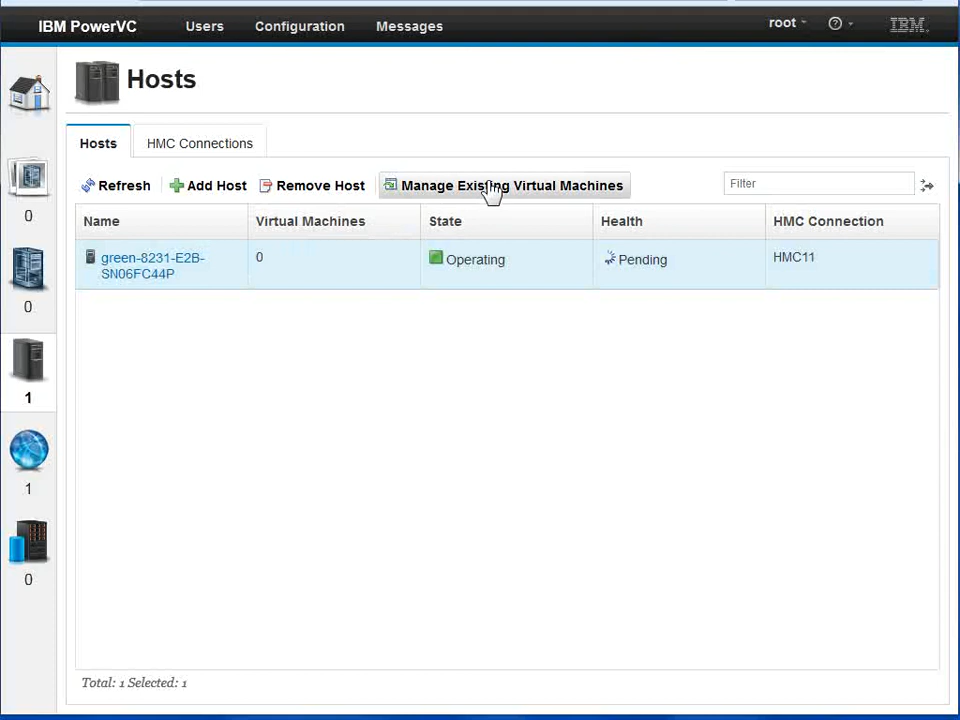 IBM PowerVC Users Configuration Messages root IBM
Hosts
Hosts HMC Connections
Refresh Add Host Remove Host Manage Existing Virtual Machines Filter
Name Virtual Machines State Health HMC Connection
green-8231-E2B- 0 Operating Pending HMC11
SN06FC44P
0
0
1
1
0
Total: 1 Selected: 1